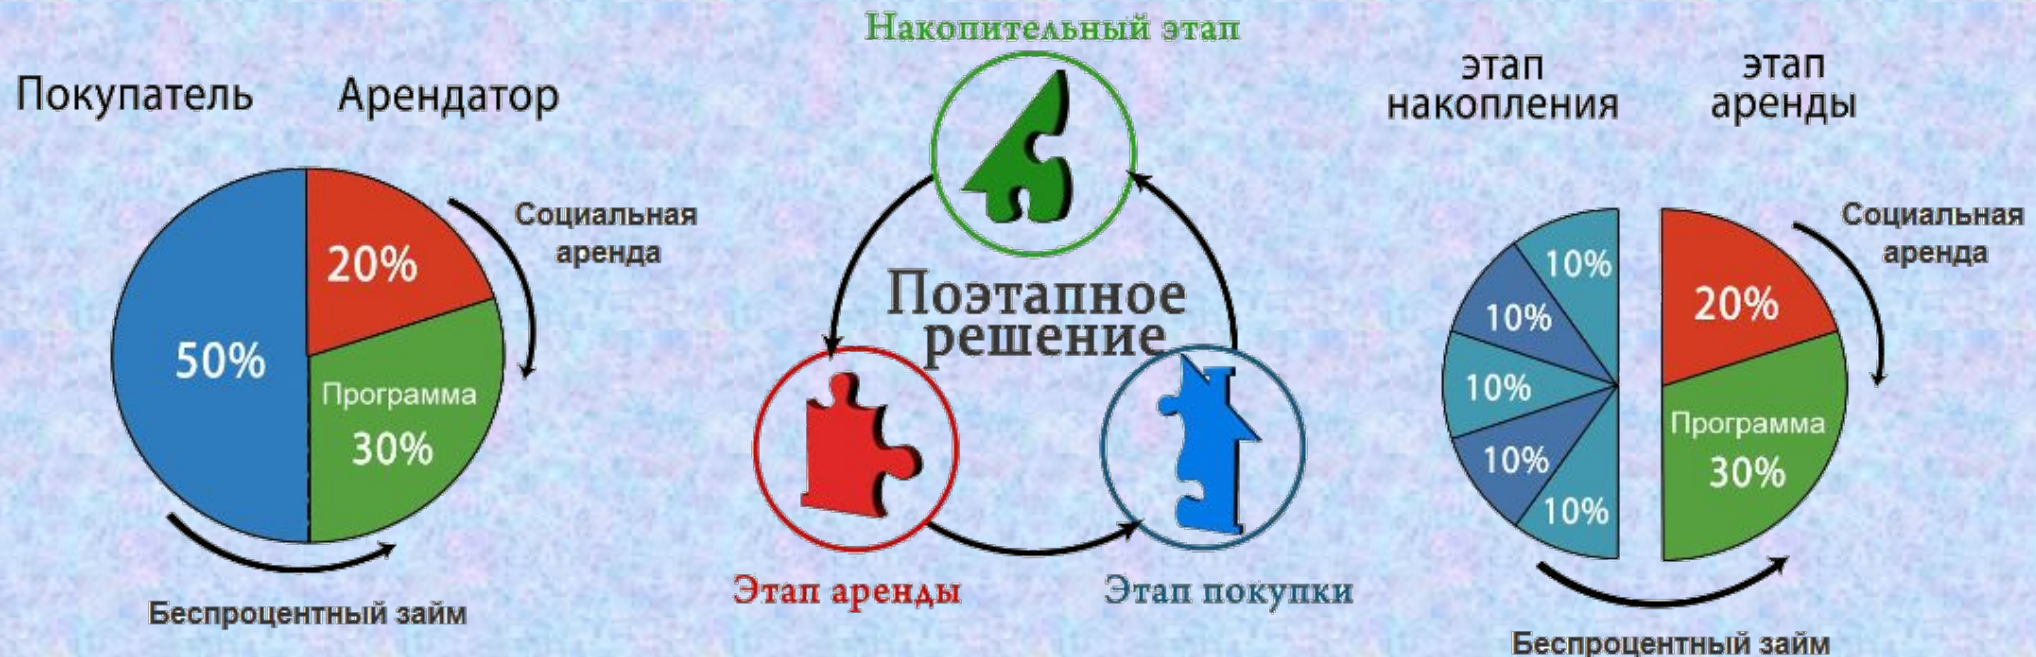 Покупатель
Арендатор
20%
50%
Программа
30%
Социальная
аренда
Беспроцентный займ
Накопительный этап
Поэтапное
решение
Этап аренды
Этап покупки
этап
накопления
этап
аренды
10%
10%
10%
10%
10%
20%
Программа
30%
Социальная
аренда
Беспроцентный займ